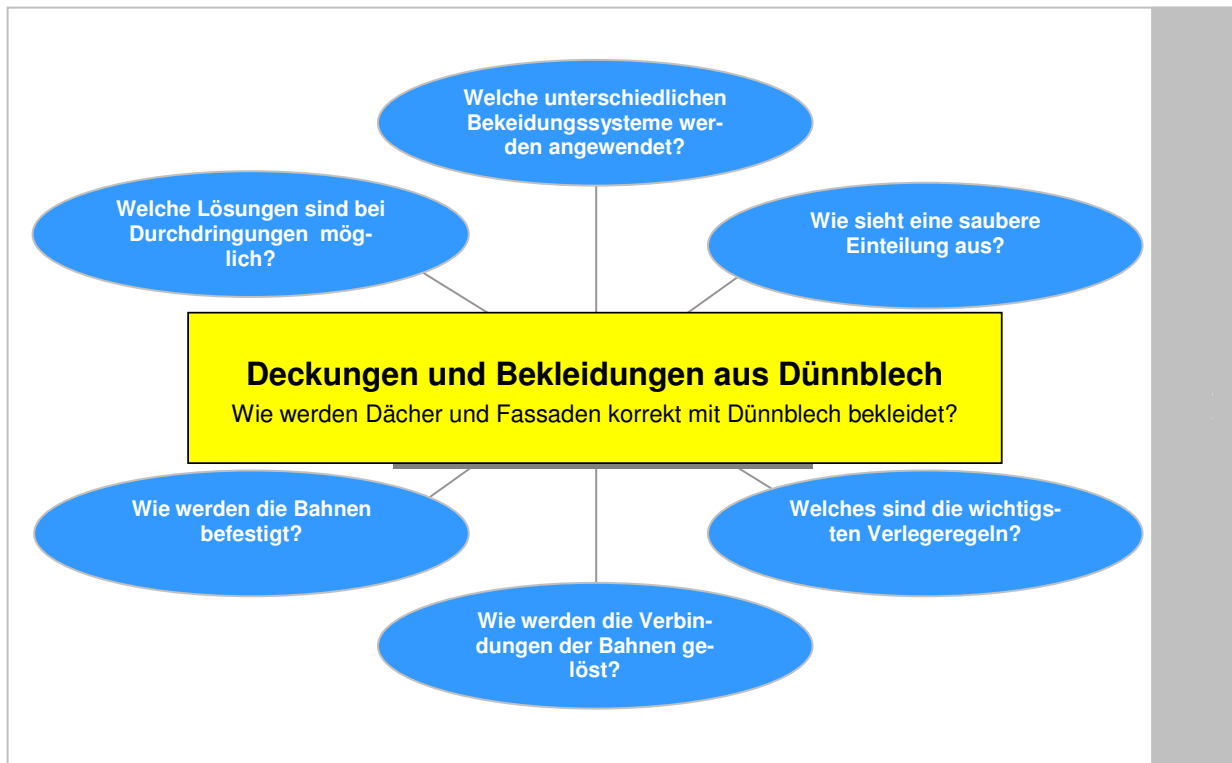 Welche unterschiedlichen
Bekeidungssysteme wer-
den angewendet?
Welche Lösungen sind bei
Durchdringungen  mög-
lich?
Wie sieht eine saubere
Einteilung aus?
Deckungen und Bekleidungen aus Dünnblech
Wie werden Dächer und Fassaden korrekt mit Dünnblech bekleidet?
Wie werden die Bahnen
befestigt?
Welches sind die wichtigs-
ten Verlegeregeln?
Wie werden die Verbin-
dungen der Bahnen ge-
löst?